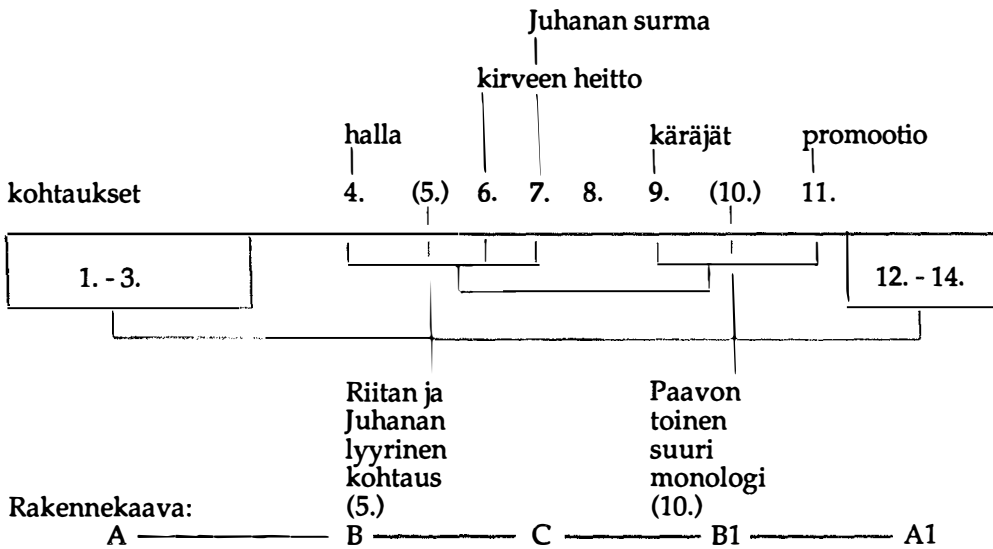 Juhanan surma
kirveen heitto
halla käräjät promootio
kohtaukset 4. (5.) 6. 7. 8. 9. (10.) 11.
1. - 3. 12. - 14.
Riitan ja Paavon
Juhanan toinen
lyyrinen suuri
kohtaus monologi
Rakennekaava: (5.) (10.)
A B C B1 A1